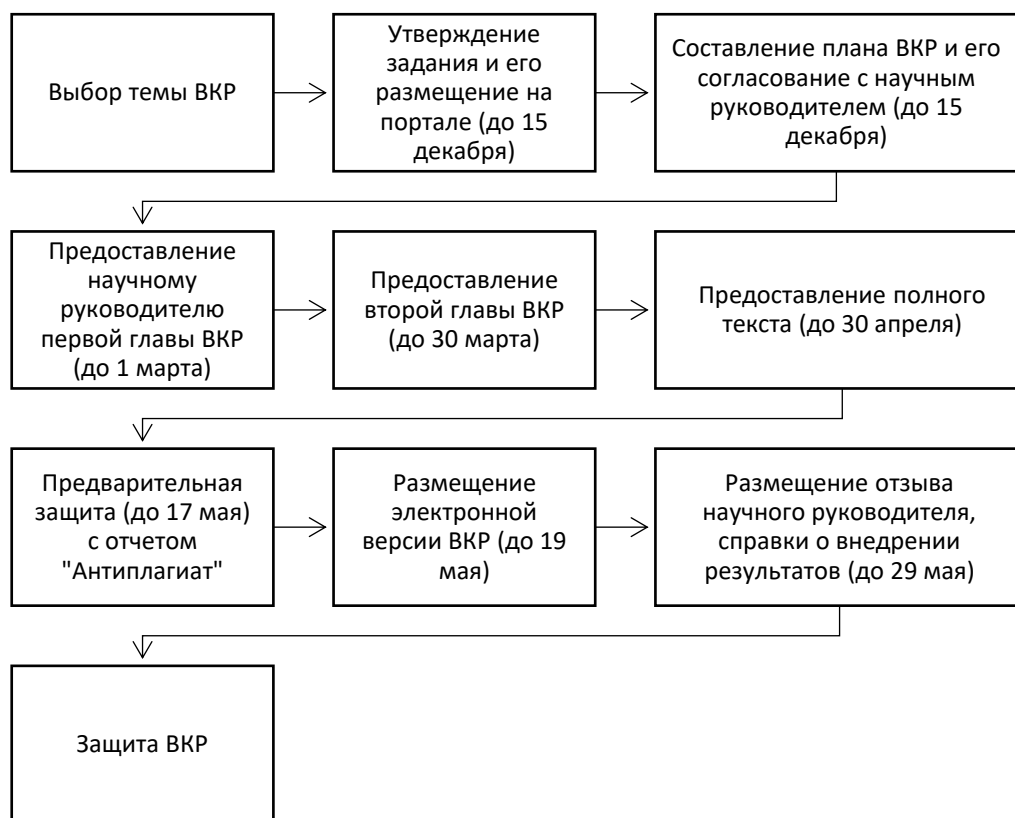 Выбор темы ВКР
Утверждение
задания и его
размещение на
портале (до 15
декабря)
Составление плана ВКР и его
согласование с научным
руководителем (до 15
декабря)
Предоставление
научному
руководителю
первой главы ВКР
(до 1 марта)
Предоставление
второй главы ВКР
(до 30 марта)
Предоставление полного
текста (до 30 апреля)
Предварительная
защита (до 17 мая)
с отчетом
"Антиплагиат"
Размещение
электронной
версии ВКР (до 19
мая)
Размещение отзыва
научного руководителя,
справки о внедрении
результатов (до 29 мая)
Защита ВКР